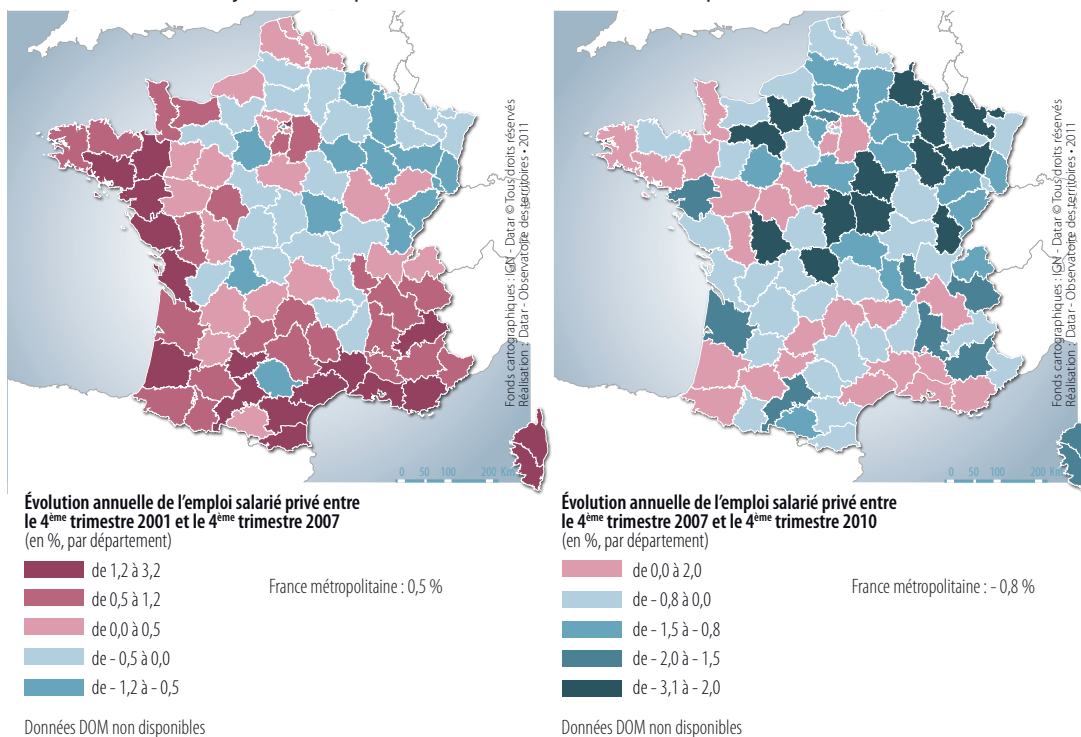 Fonds cartographiques : IGN - Datar © Tous droits réservés
Réalisation : Datar - Observatoire des territoires • 2011
0 50 100 200 Km
Évolution annuelle de l'emploi salarié privé entre
le 4ème trimestre 2001 et le 4ème trimestre 2007
(en %, par département)
de 1,2 à 3,2
de 0,5 à 1,2
de 0,0 à 0,5
de - 0,5 à 0,0
de - 1,2 à - 0,5
France métropolitaine : 0,5 %
Données DOM non disponibles
Fonds cartographiques : IGN - Datar © Tous droits réservés
Réalisation : Datar - Observatoire des territoires • 2011
0 50 100 200 Km
Évolution annuelle de l'emploi salarié privé entre
le 4ème trimestre 2007 et le 4ème trimestre 2010
(en %, par département)
de 0,0 à 2,0
de - 0,8 à 0,0
de - 1,5 à - 0,8
de - 2,0 à - 1,5
de - 3,1 à - 2,0
France métropolitaine : - 0,8 %
Données DOM non disponibles